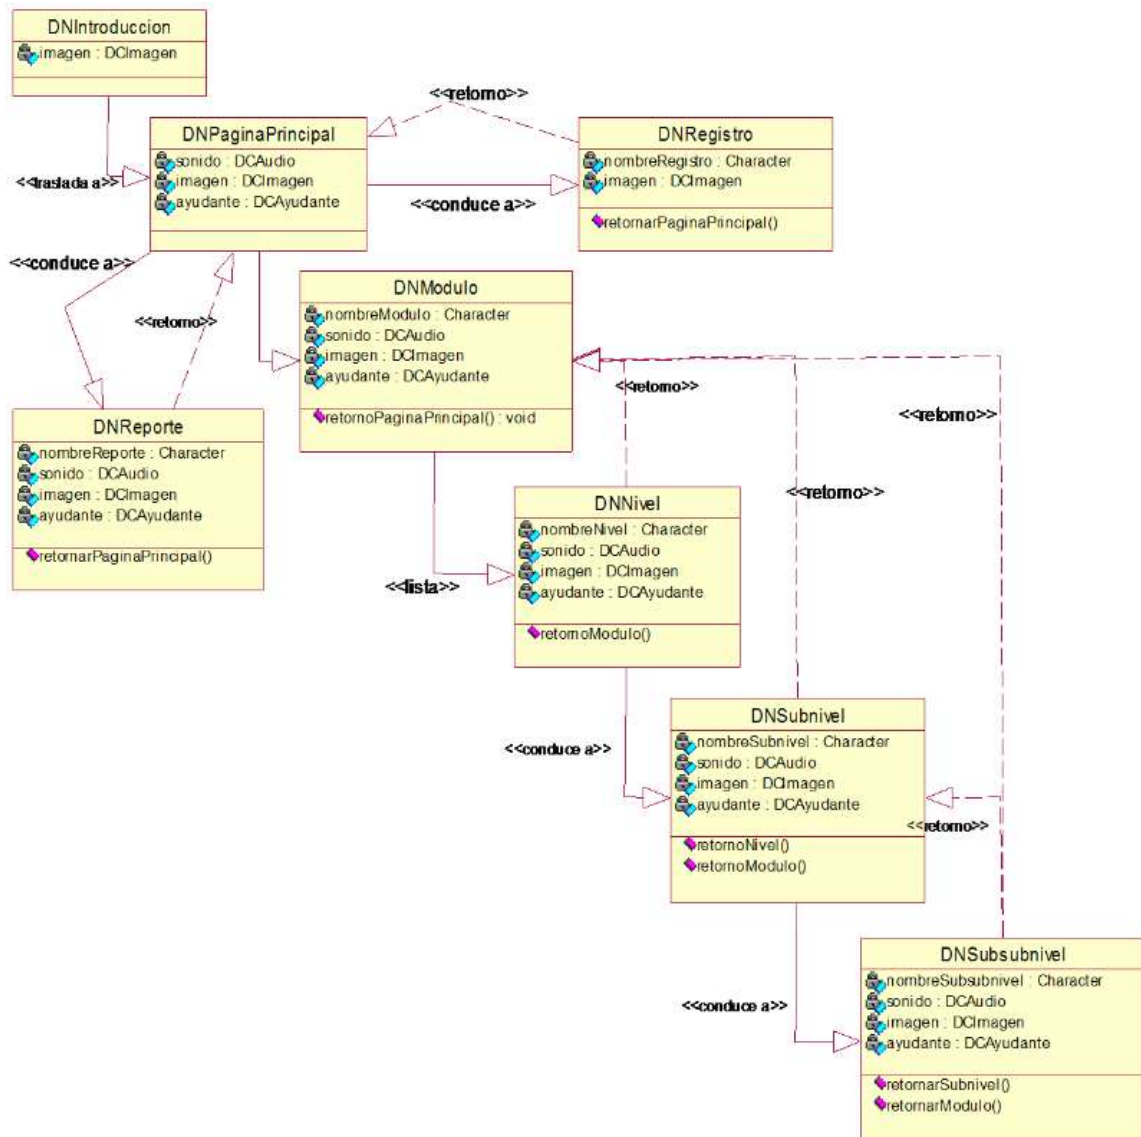 DNIntroduccion
imagen : DCImagen
<<retorno>>
DNPaginaPrincipal
sonido : DCAudio
imagen : DCImagen
ayudante : DCAyudante
DNRegistro
nombreRegistro : Character
imagen : DCImagen
retornarPaginaPrincipal()
<<traslada a>>
<<conduce a>>
<<conduce a>>
<<retorno>>
DNModulo
nombreModulo : Character
sonido : DCAudio
imagen : DCImagen
ayudante : DCAyudante
retornoPaginaPrincipal() : void
<<retorno>>
<<retorno>>
DNReporte
nombreReporte : Character
sonido : DCAudio
imagen : DCImagen
ayudante : DCAyudante
retornarPaginaPrincipal()
<<retorno>>
DNNivel
nombreNivel : Character
sonido : DCAudio
imagen : DCImagen
ayudante : DCAyudante
retornoModulo()
<<lista>>
DNSubnivel
nombreSubnivel : Character
sonido : DCAudio
imagen : DCImagen
ayudante : DCAyudante
retornoNivel()
retornoModulo()
<<conduce a>>
<<retorno>>
DNSubsubnivel
nombreSubsubnivel : Character
sonido : DCAudio
imagen : DCImagen
ayudante : DCAyudante
retornarSubnivel()
retornarModulo()
<<conduce a>>